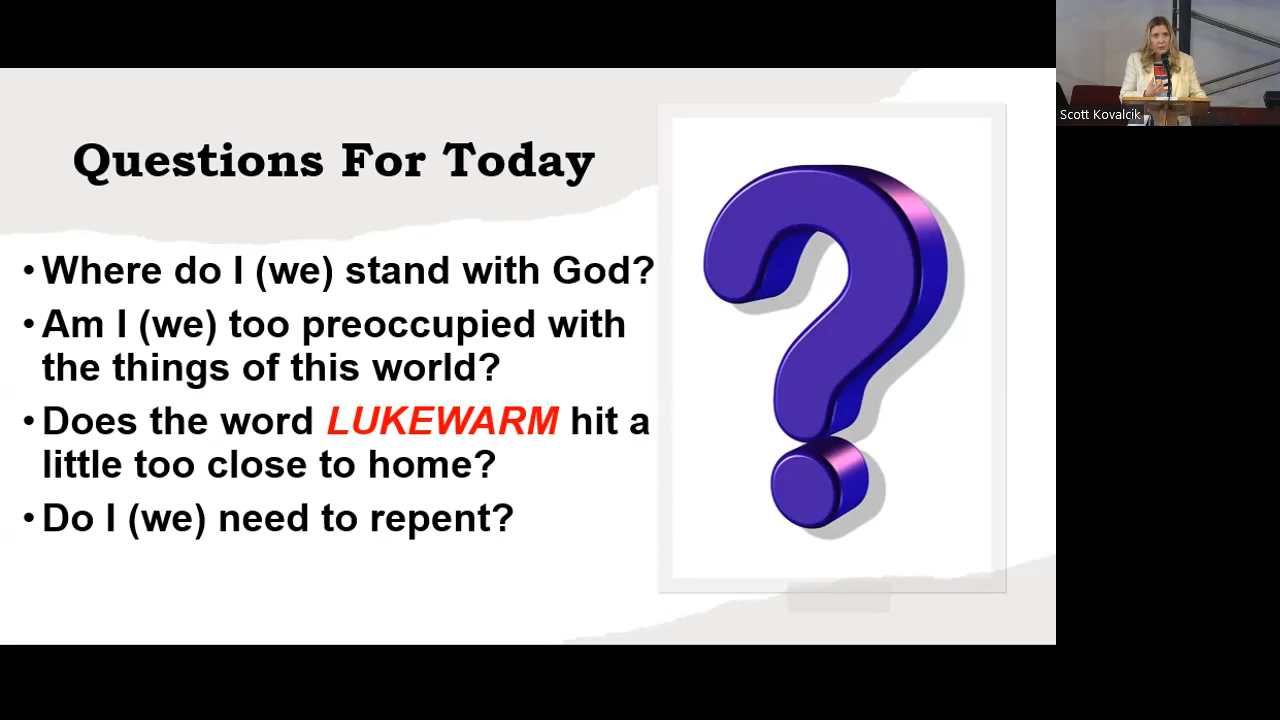 Questions For Today
• Where do I (we) stand with God?
• Am I (we) too preoccupied with
the things of this world?
• Does the word LUKEWARM hit a
little too close to home?
• Do I (we) need to repent?
Scott Kovalcik